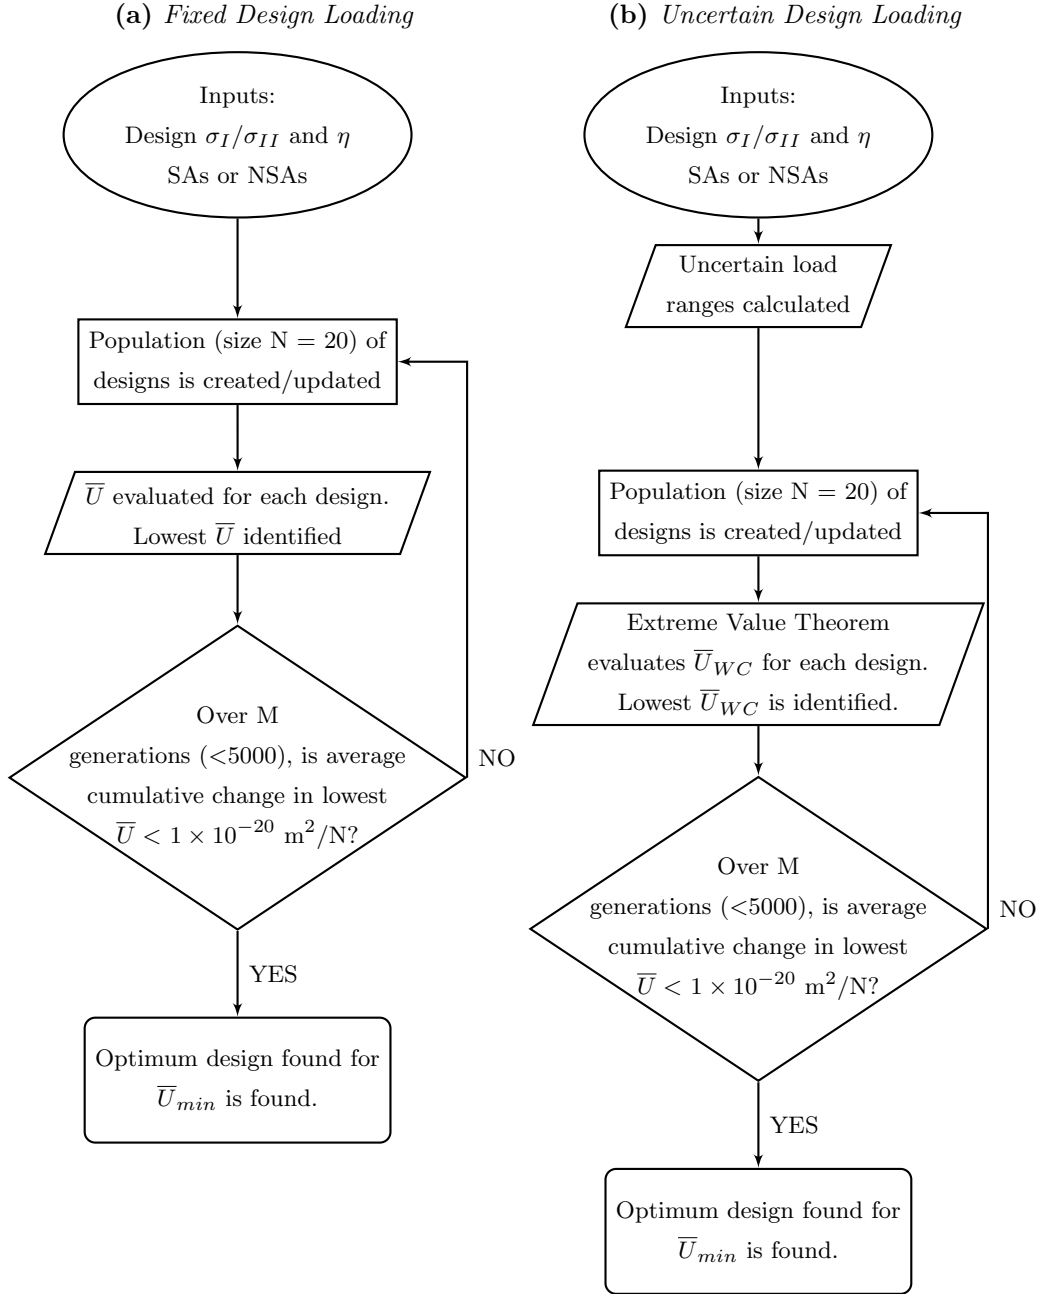 (a) Fixed Design Loading
Inputs:
Design σ_I/σ_II and η
SAs or NSAs
Population (size N = 20) of
designs is created/updated
U̅ evaluated for each design.
Lowest U̅ identified
Over M
generations (<5000), is average
cumulative change in lowest
U̅ < 1 × 10⁻²⁰ m²/N?
NO
YES
Optimum design found for
U̅_min is found.
(b) Uncertain Design Loading
Inputs:
Design σ_I/σ_II and η
SAs or NSAs
Uncertain load
ranges calculated
Population (size N = 20) of
designs is created/updated
Extreme Value Theorem
evaluates U̅_WC for each design.
Lowest U̅_WC is identified.
Over M
generations (<5000), is average
cumulative change in lowest
U̅ < 1 × 10⁻²⁰ m²/N?
NO
YES
Optimum design found for
U̅_min is found.